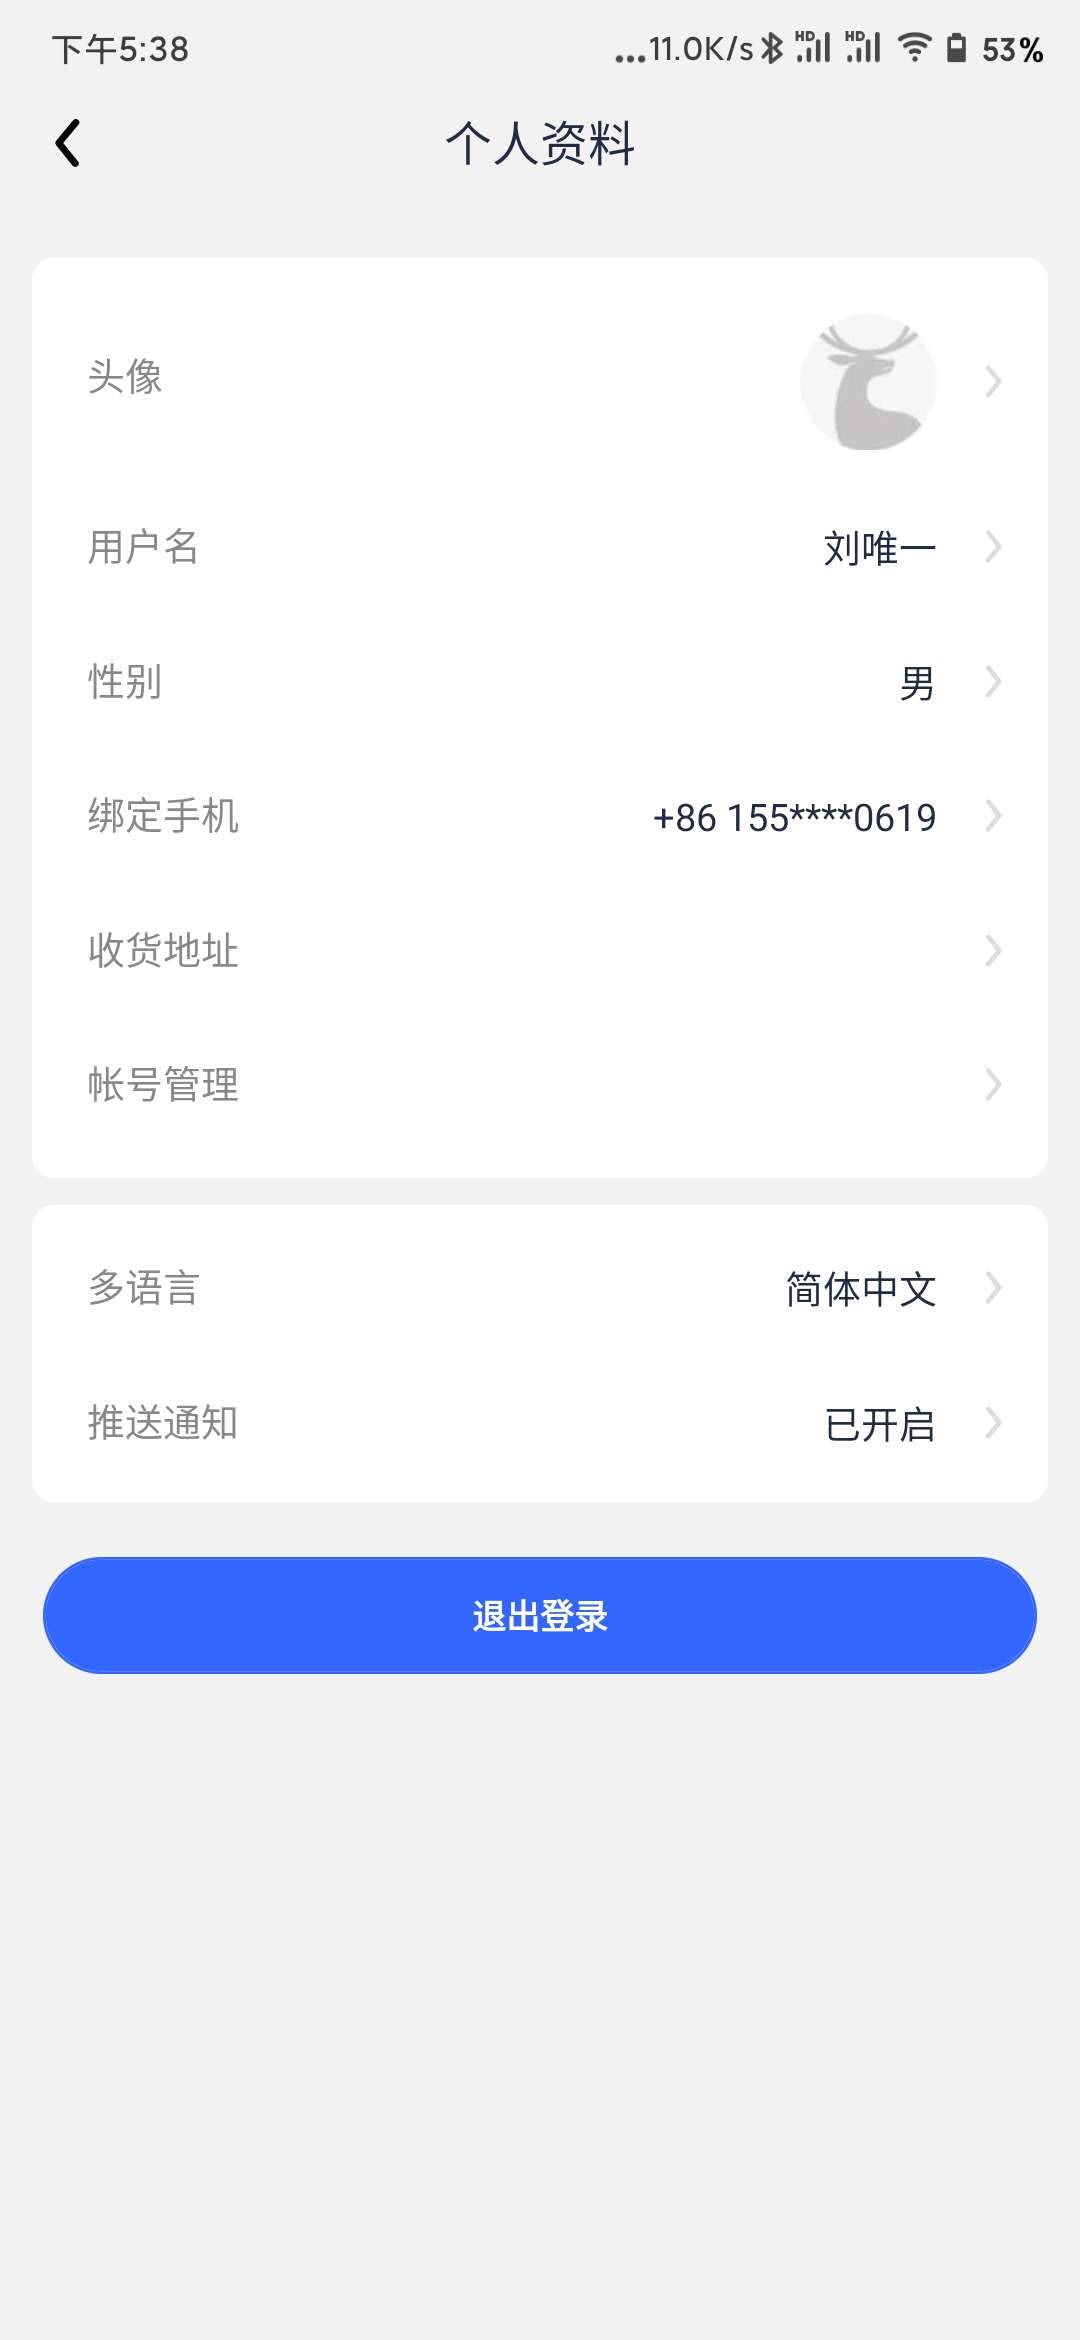 下午5:38 ...11.0K/s HD HD 53%
个人资料
头像
用户名 刘唯一
性别 男
绑定手机 +86 155****0619
收货地址
帐号管理
多语言 简体中文
推送通知 已开启
退出登录